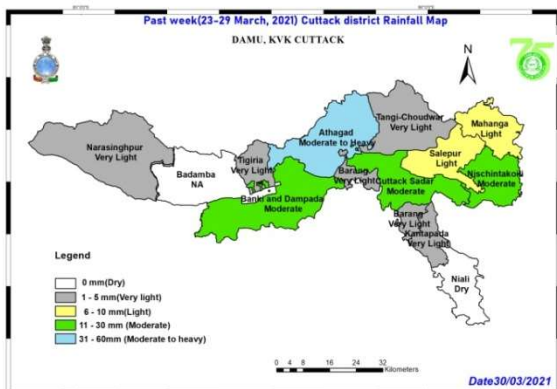 Past week(23-29 March, 2021) Cuttack district Rainfall Map
DAMU, KVK CUTTACK
N
75
Narasinghpur
Very Light
Badamba
NA
Tigiria
Very Light
Athagad
Moderate to Heavy
Tangi-Choudwar
Very Light
Mahanga
Light
Salepur
Light
Nischintakoili
Moderate
Barang
Very Light
Cuttack Sadar
Moderate
Banki and Dampada
Moderate
Barang
Very Light
Kantapada
Very Light
Niali
Dry
Legend
0 mm(Dry)
1 - 5 mm(Very light)
6 - 10 mm(Light)
11 - 30 mm (Moderate)
31 - 60mm (Moderate to heavy)
0 4 8 16 24 32
Kilometers
Date30/03/2021